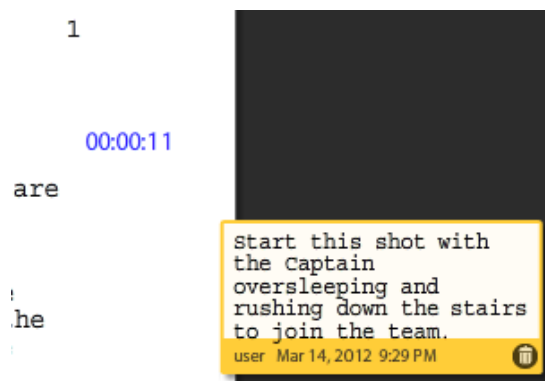 1
00:00:11
are
he
Start this shot with
the Captain
oversleeping and
rushing down the stairs
to join the team.
user Mar 14, 2012 9:29 PM